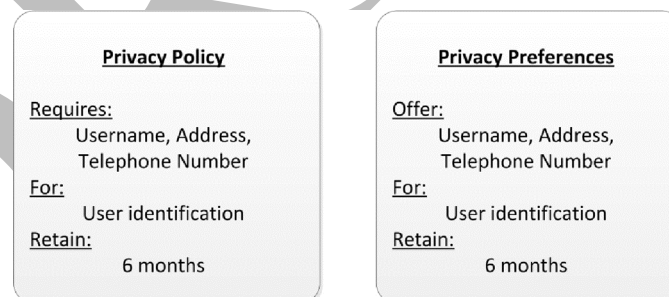 Privacy Policy
Requires:
Username, Address,
Telephone Number
For:
User identification
Retain:
6 months
Privacy Preferences
Offer:
Username, Address,
Telephone Number
For:
User identification
Retain:
6 months